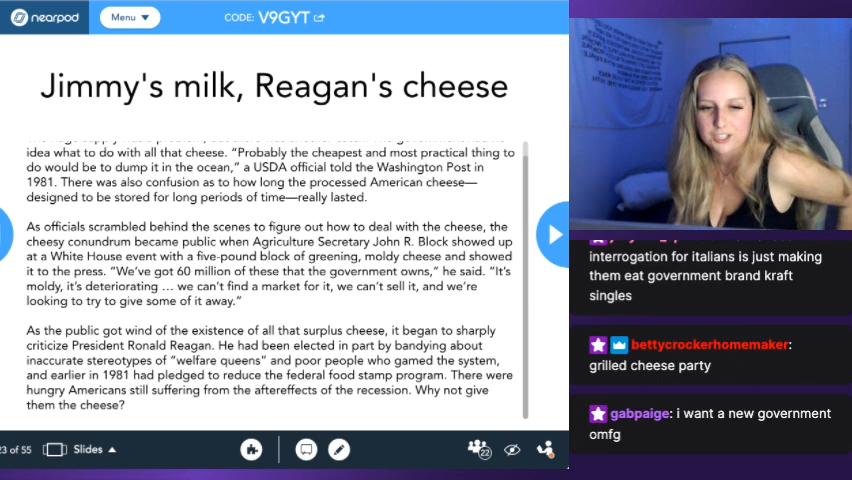 nearpod
Menu
CODE: V9GYT
Jimmy's milk, Reagan's cheese
idea what to do with all that cheese. “Probably the cheapest and most practical thing to
do would be to dump it in the ocean,” a USDA official told the Washington Post in
1981. There was also confusion as to how long the processed American cheese—
designed to be stored for long periods of time—really lasted.
As officials scrambled behind the scenes to figure out how to deal with the cheese, the
cheesy conundrum became public when Agriculture Secretary John R. Block showed up
at a White House event with a five-pound block of greening, moldy cheese and showed
it to the press. “We’ve got 60 million of these that the government owns,” he said. “It’s
moldy, it’s deteriorating ... we can’t find a market for it, we can’t sell it, and we’re
looking to try to give some of it away.”
As the public got wind of the existence of all that surplus cheese, it began to sharply
criticize President Ronald Reagan. He had been elected in part by bandying about
inaccurate stereotypes of “welfare queens” and poor people who gamed the system,
and earlier in 1981 had pledged to reduce the federal food stamp program. There were
hungry Americans still suffering from the aftereffects of the recession. Why not give
them the cheese?
23 of 55
Slides
22
interrogation for italians is just making
them eat government brand kraft
singles
bettycrockerhomemaker:
grilled cheese party
gabpaige: i want a new government
omfg